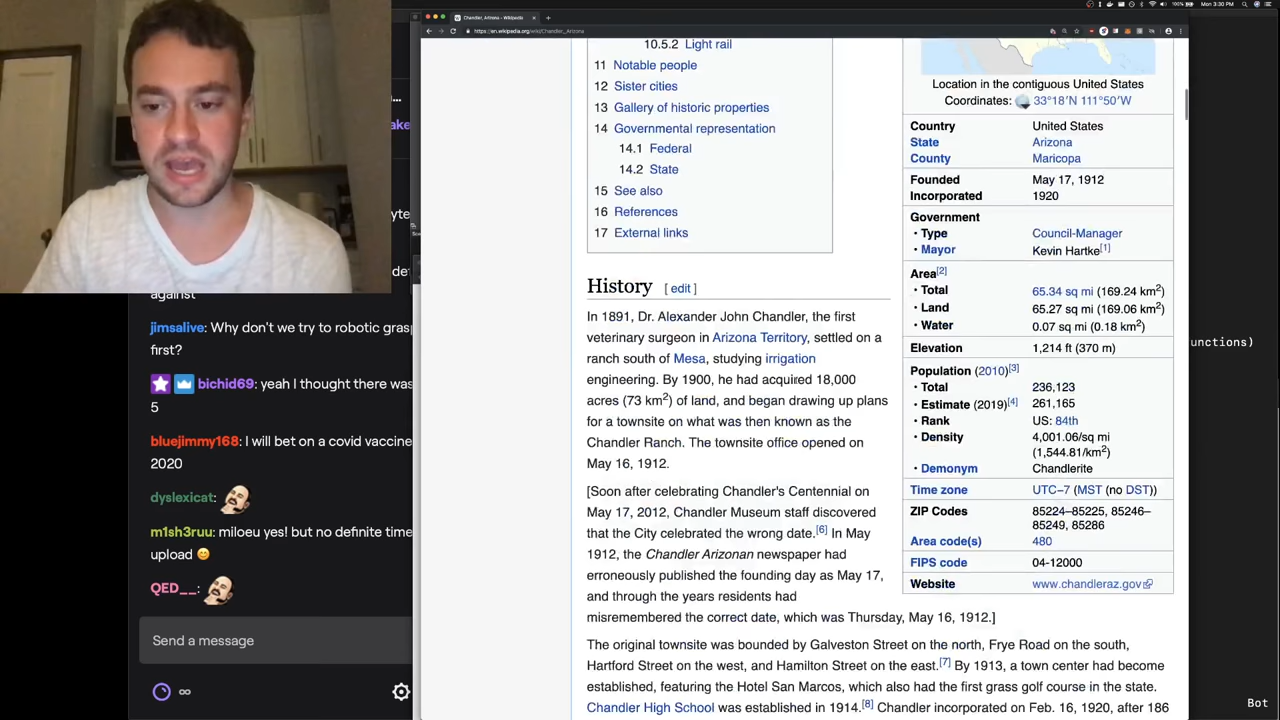 Mon 3:30 PM
Chandler, Arizona - Wikipedia
https://en.wikipedia.org/wiki/Chandler,_Arizona
against
jimsalive: Why don't we try to robotic grasp
first?
bichid69: yeah I thought there was
5
bluejimmy168: I will bet on a covid vaccine
2020
dyslexicat:
m1sh3ruu: miloeu yes! but no definite time
upload
QED__:
Send a message
10.5.2 Light rail
11 Notable people
12 Sister cities
13 Gallery of historic properties
14 Governmental representation
14.1 Federal
14.2 State
15 See also
16 References
17 External links
History [ edit ]
In 1891, Dr. Alexander John Chandler, the first
veterinary surgeon in Arizona Territory, settled on a
ranch south of Mesa, studying irrigation
engineering. By 1900, he had acquired 18,000
acres (73 km2) of land, and began drawing up plans
for a townsite on what was then known as the
Chandler Ranch. The townsite office opened on
May 16, 1912.
[Soon after celebrating Chandler's Centennial on
May 17, 2012, Chandler Museum staff discovered
that the City celebrated the wrong date.[6] In May
1912, the Chandler Arizonan newspaper had
erroneously published the founding day as May 17,
and through the years residents had
misremembered the correct date, which was Thursday, May 16, 1912.]
The original townsite was bounded by Galveston Street on the north, Frye Road on the south,
Hartford Street on the west, and Hamilton Street on the east.[7] By 1913, a town center had become
established, featuring the Hotel San Marcos, which also had the first grass golf course in the state.
Chandler High School was established in 1914.[8] Chandler incorporated on Feb. 16, 1920, after 186
Location in the contiguous United States
Coordinates: 33°18′N 111°50′W
Country United States
State Arizona
County Maricopa
Founded May 17, 1912
Incorporated 1920
Government
• Type Council-Manager
• Mayor Kevin Hartke[1]
Area[2]
• Total 65.34 sq mi (169.24 km2)
• Land 65.27 sq mi (169.06 km2)
• Water 0.07 sq mi (0.18 km2)
Elevation 1,214 ft (370 m)
Population (2010)[3]
• Total 236,123
• Estimate (2019)[4] 261,165
• Rank US: 84th
• Density 4,001.06/sq mi
(1,544.81/km2)
• Demonym Chandlerite
Time zone UTC−7 (MST (no DST))
ZIP Codes 85224–85225, 85246–
85249, 85286
Area code(s) 480
FIPS code 04-12000
Website www.chandleraz.gov
unctions)
Bot